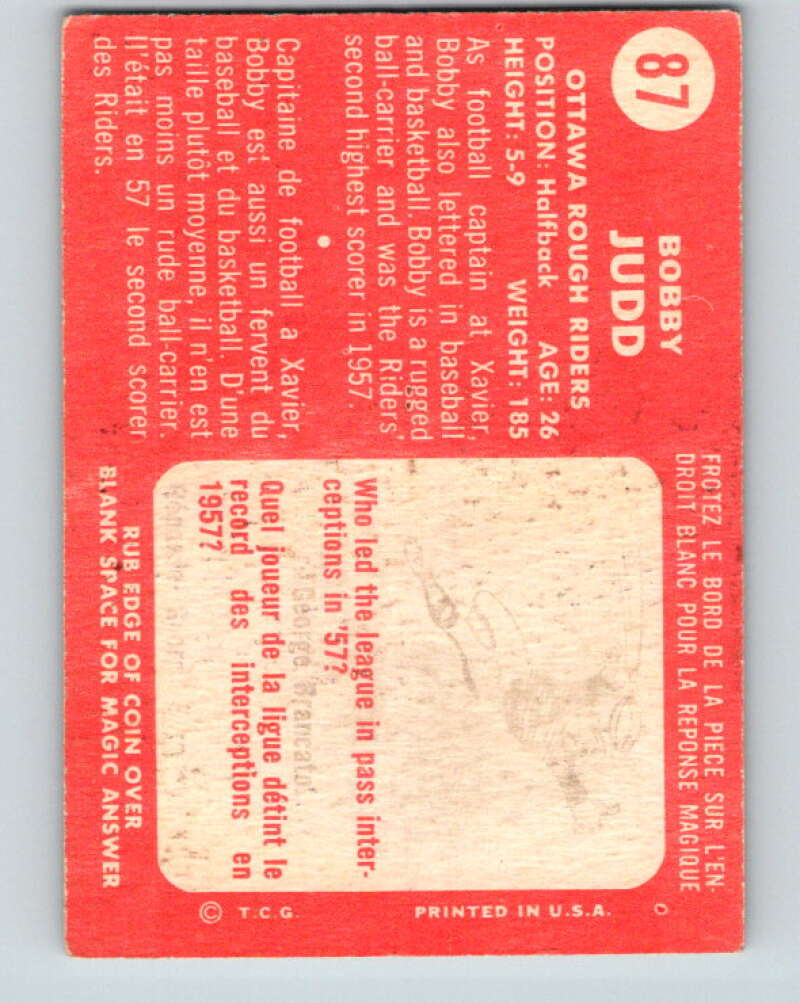 87
BOBBY
JUDD
OTTAWA ROUGH RIDERS
POSITION: Halfback AGE: 26
HEIGHT: 5-9 WEIGHT: 185
As football captain at Xavier,
Bobby also lettered in baseball
and basketball. Bobby is a rugged
ball-carrier and was the Riders'
second highest scorer in 1957.
Capitaine de football a Xavier,
Bobby est aussi un fervent du
baseball et du basketball. D'une
taille plutôt moyenne, il n'en est
pas moins un rude ball-carrier.
Il'était en 57 le second scorer
des Riders.
FROTEZ LE BORD DE LA PIECE SUR L'EN-
DROIT BLANC POUR LA REPONSE MAGIQUE
Who led the league in pass inter-
ceptions in '57?
George Brancato
Quel joueur de la ligue détint le
record des interceptions en
1957?
RUB EDGE OF COIN OVER
BLANK SPACE FOR MAGIC ANSWER
© T.C.G. PRINTED IN U.S.A.